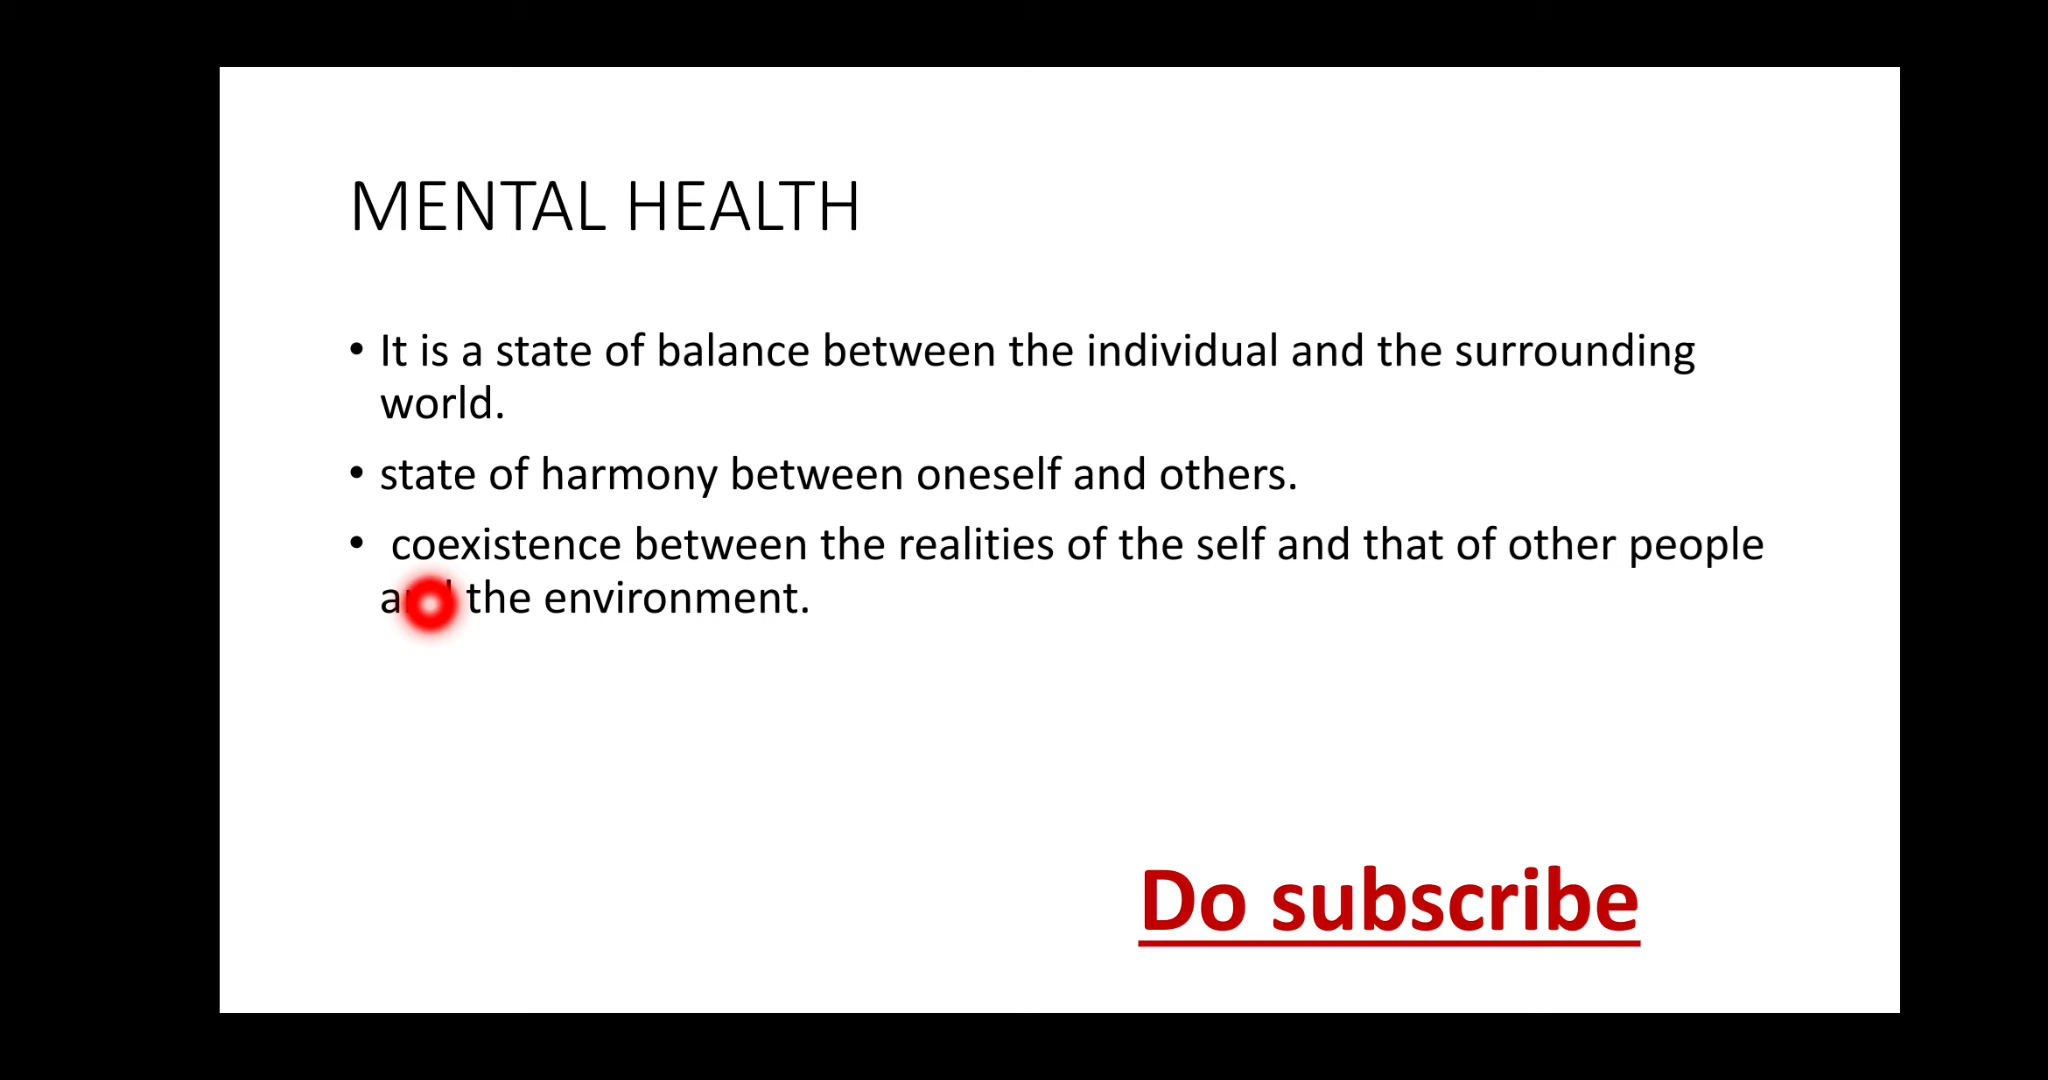 MENTAL HEALTH
• It is a state of balance between the individual and the surrounding
world.
• state of harmony between oneself and others.
• coexistence between the realities of the self and that of other people
and the environment.
Do subscribe